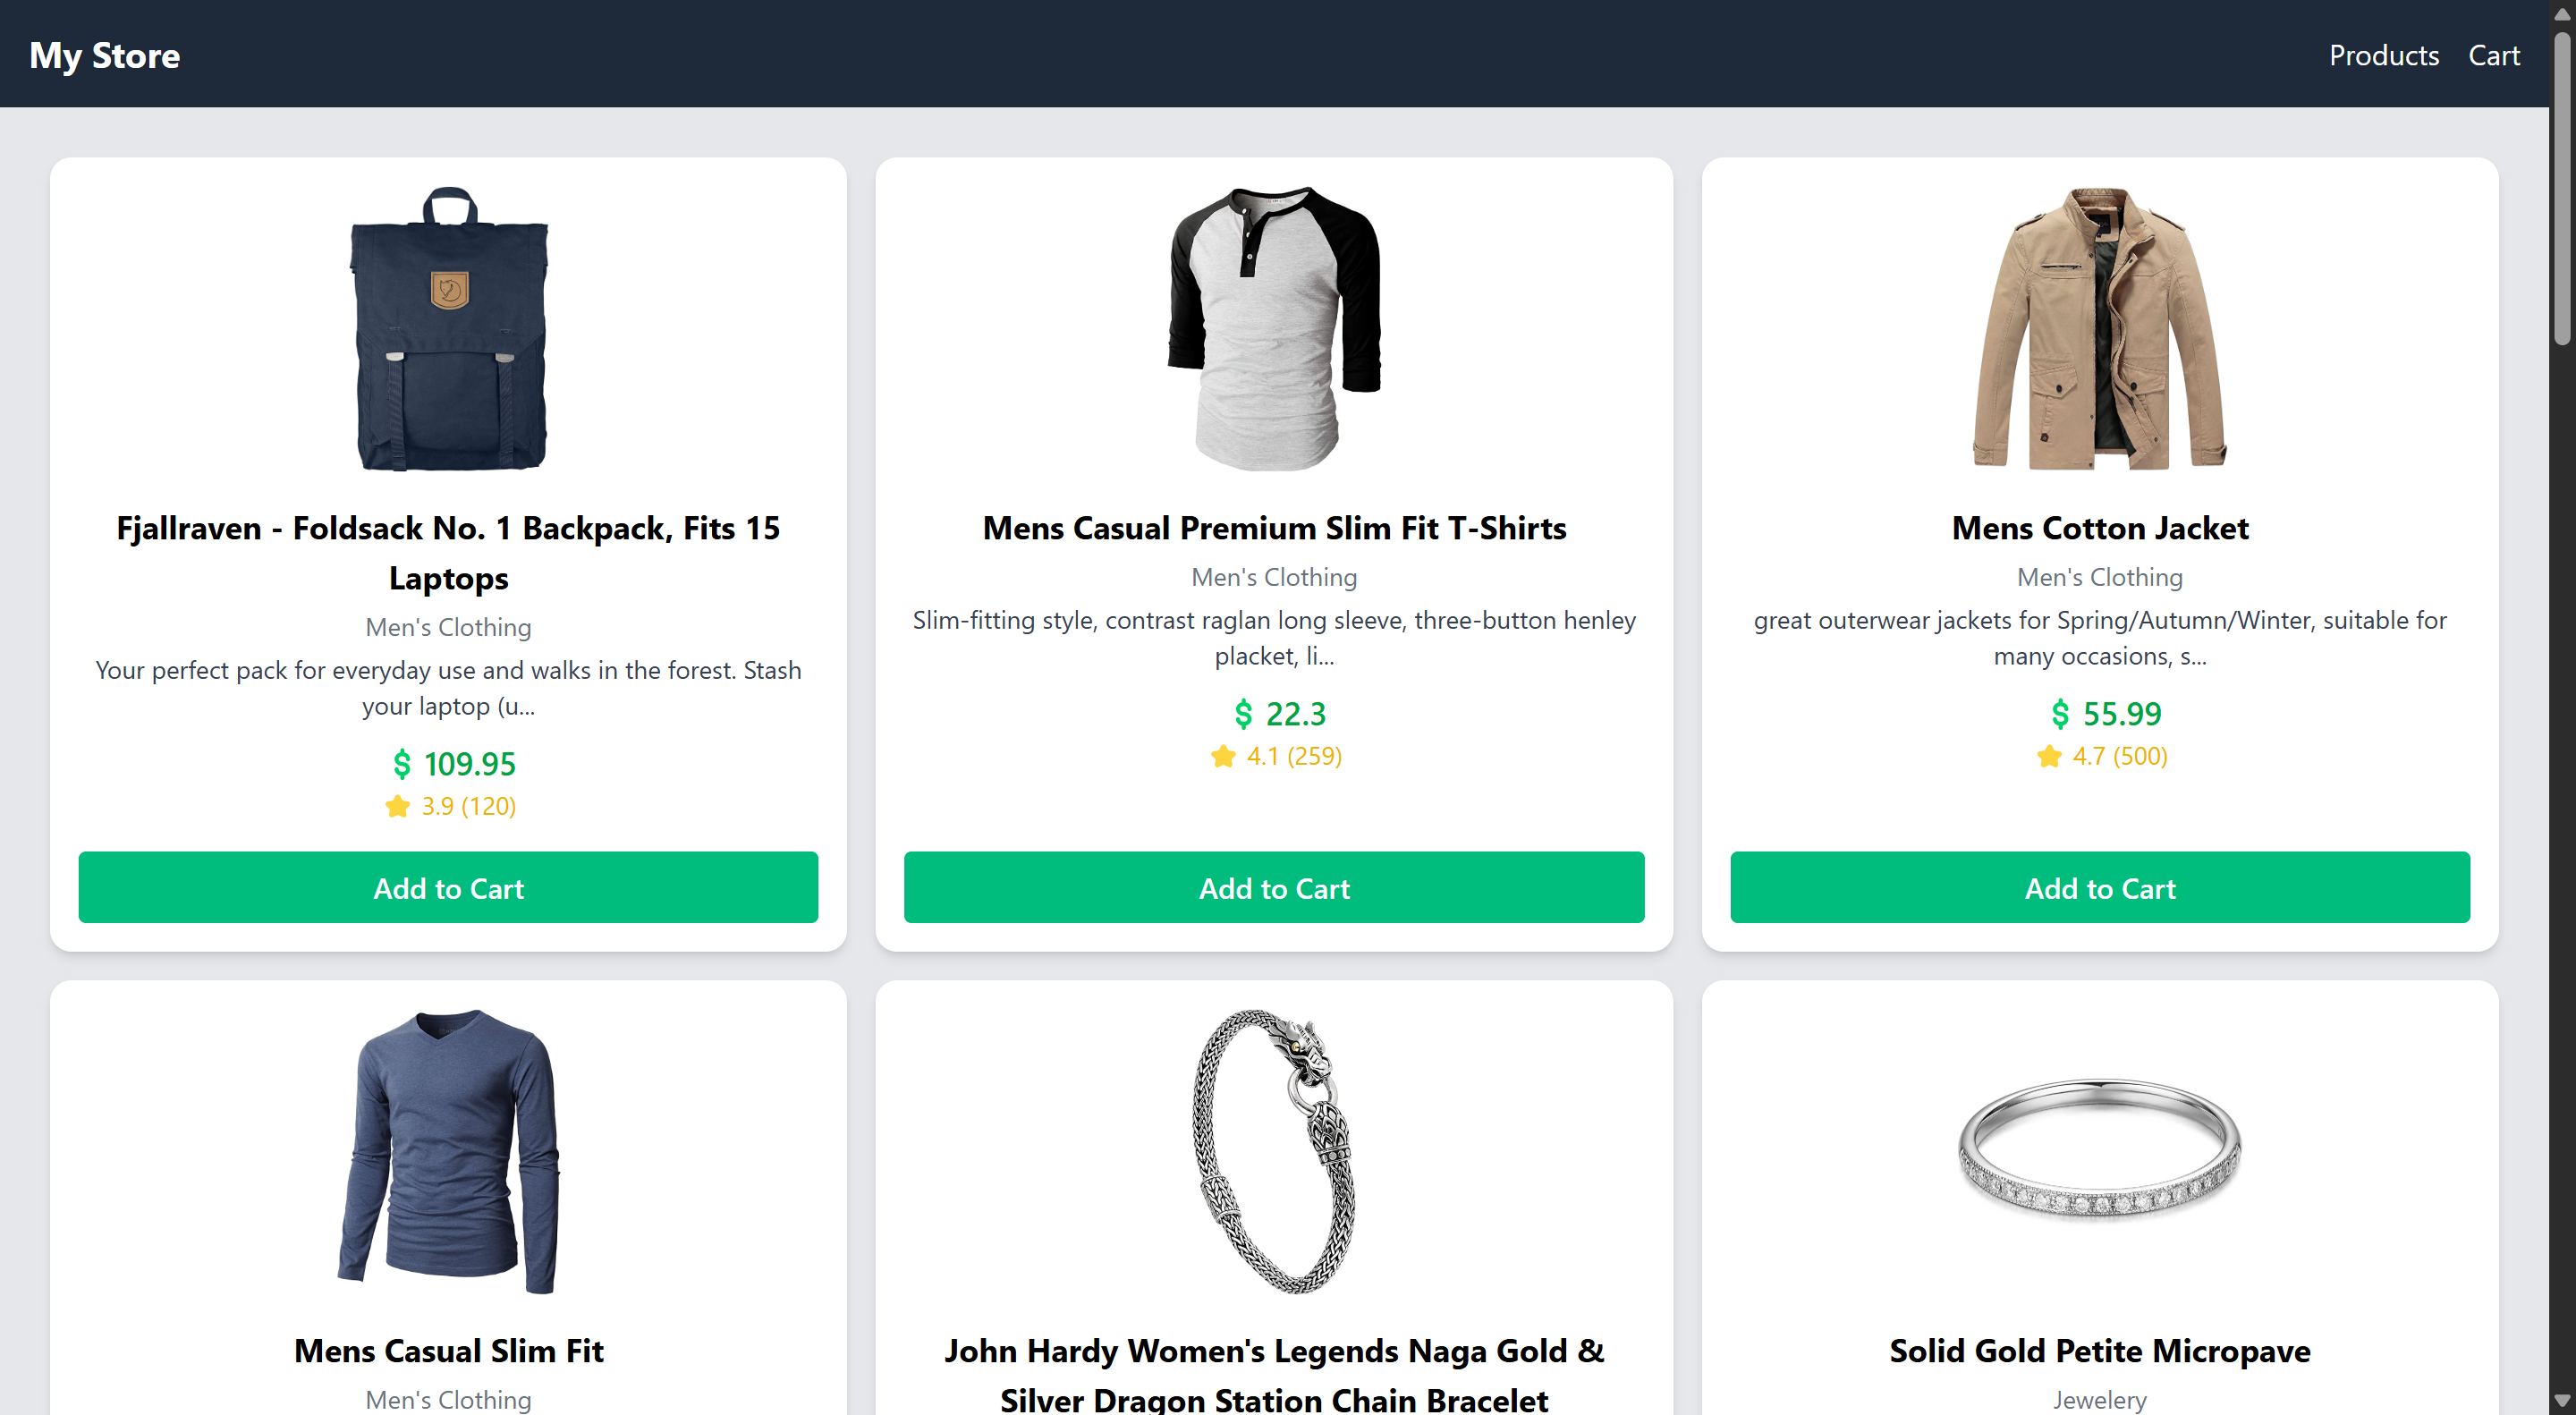 My Store
Products
Cart
Fjallraven - Foldsack No. 1 Backpack, Fits 15
Laptops
Men's Clothing
Your perfect pack for everyday use and walks in the forest. Stash
your laptop (u...
$ 109.95
3.9 (120)
Add to Cart
Mens Casual Premium Slim Fit T-Shirts
Men's Clothing
Slim-fitting style, contrast raglan long sleeve, three-button henley
placket, li...
$ 22.3
4.1 (259)
Add to Cart
Mens Cotton Jacket
Men's Clothing
great outerwear jackets for Spring/Autumn/Winter, suitable for
many occasions, s...
$ 55.99
4.7 (500)
Add to Cart
Mens Casual Slim Fit
Men's Clothing
John Hardy Women's Legends Naga Gold &
Silver Dragon Station Chain Bracelet
Solid Gold Petite Micropave
Jewelery